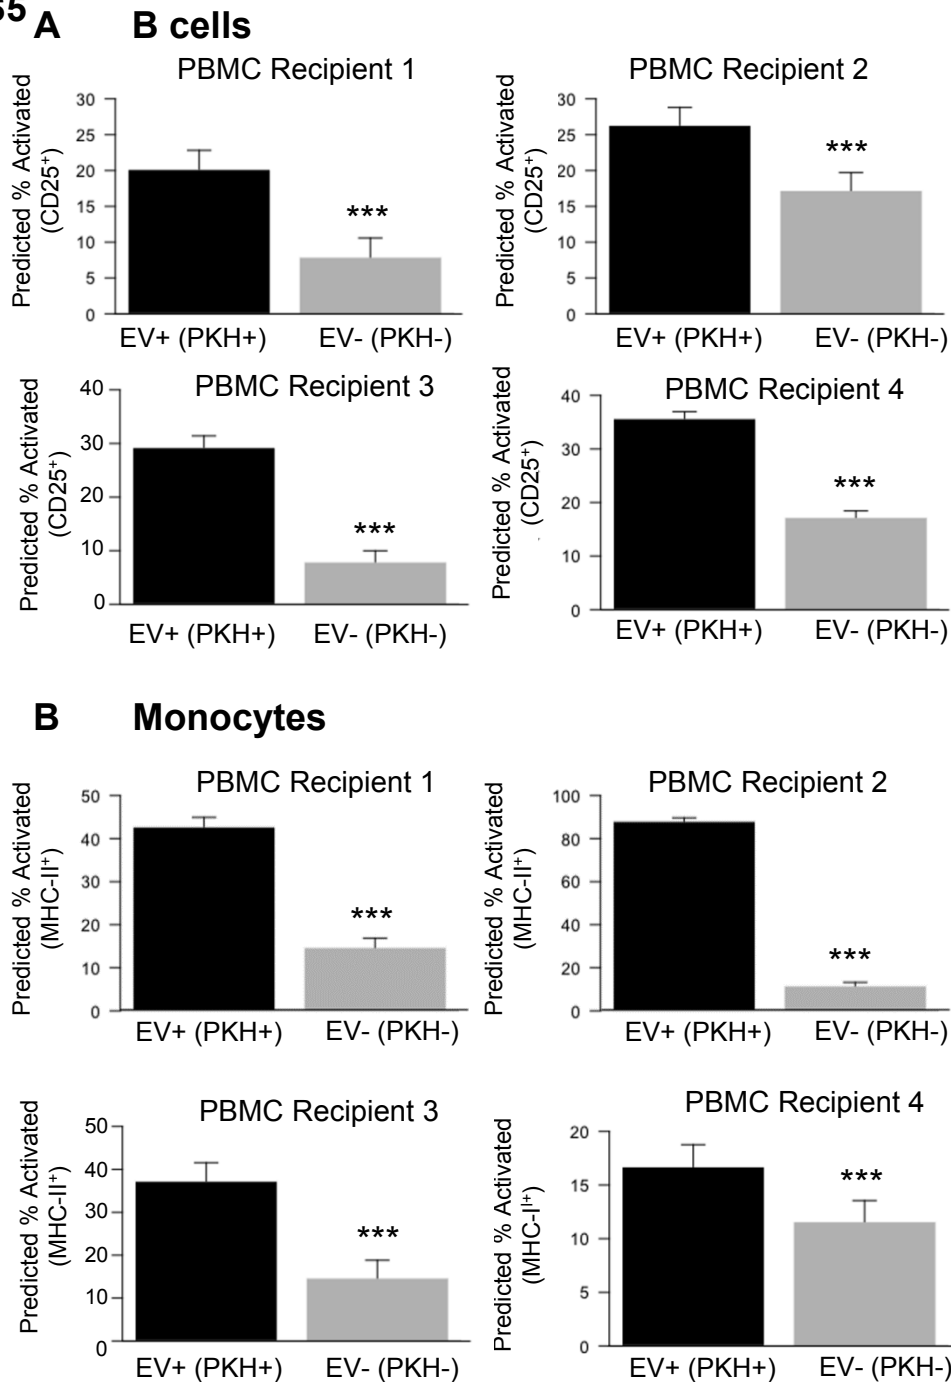 55
A B cells
PBMC Recipient 1
Predicted % Activated
(CD25+)
30
25
20
15
10
5
0
***
EV+ (PKH+) EV- (PKH-)
PBMC Recipient 2
Predicted % Activated
(CD25+)
30
25
20
15
10
5
0
***
EV+ (PKH+) EV- (PKH-)
PBMC Recipient 3
Predicted % Activated
(CD25+)
40
30
20
10
0
***
EV+ (PKH+) EV- (PKH-)
PBMC Recipient 4
Predicted % Activated
(CD25+)
40
30
20
10
0
***
EV+ (PKH+) EV- (PKH-)
B Monocytes
PBMC Recipient 1
Predicted % Activated
(MHC-II+)
50
40
30
20
10
0
***
EV+ (PKH+) EV- (PKH-)
PBMC Recipient 2
Predicted % Activated
(MHC-II+)
100
80
60
40
20
0
***
EV+ (PKH+) EV- (PKH-)
PBMC Recipient 3
Predicted % Activated
(MHC-II+)
50
40
30
20
10
0
***
EV+ (PKH+) EV- (PKH-)
PBMC Recipient 4
Predicted % Activated
(MHC-II+)
20
15
10
5
0
***
EV+ (PKH+) EV- (PKH-)